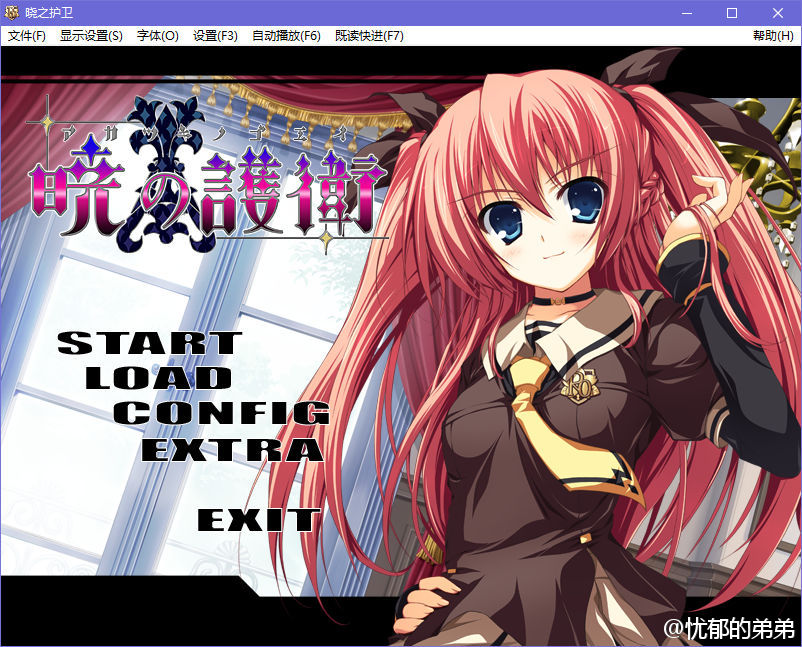 晓之护卫
文件(F) 显示设置(S) 字体(O) 设置(F3) 自动播放(F6) 既读快进(F7) 帮助(H)
アカツキノゴエイ
暁の護衛
START
LOAD
CONFIG
EXTRA
EXIT
@忧郁的弟弟